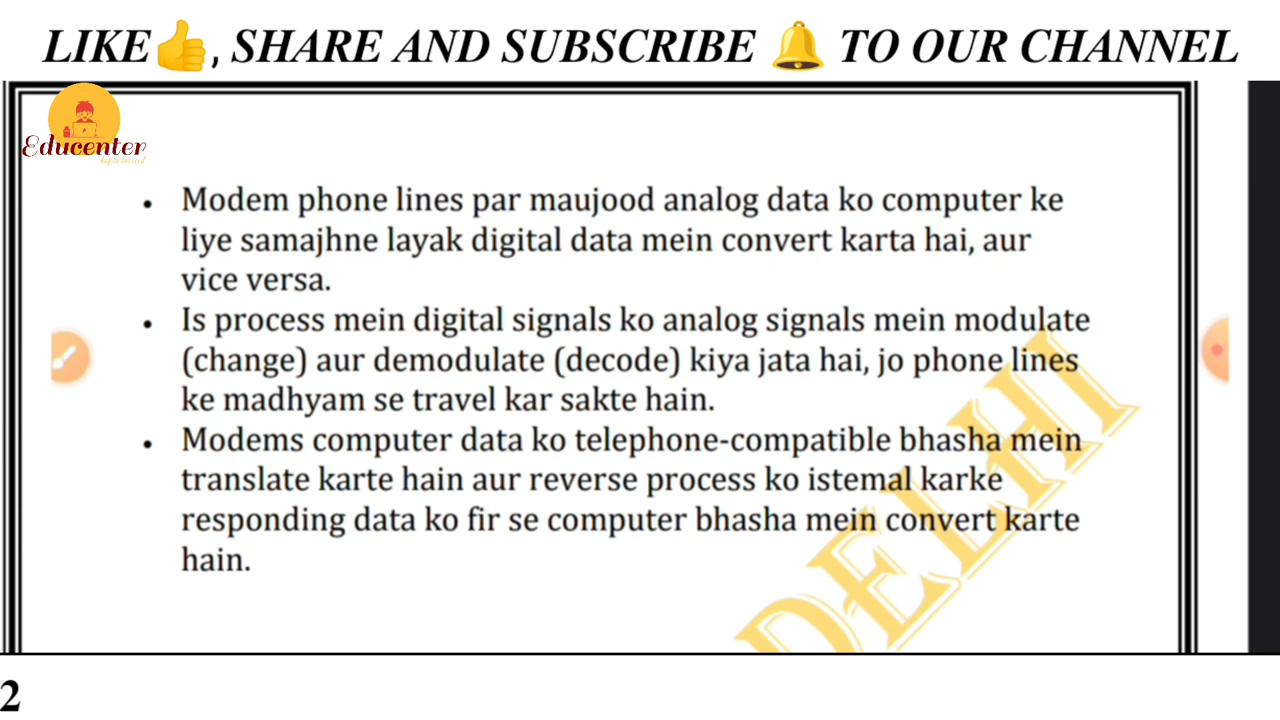 LIKE👍, SHARE AND SUBSCRIBE 🔔 TO OUR CHANNEL
Educenter
key to success
• Modem phone lines par maujood analog data ko computer ke
liye samajhne layak digital data mein convert karta hai, aur
vice versa.
• Is process mein digital signals ko analog signals mein modulate
(change) aur demodulate (decode) kiya jata hai, jo phone lines
ke madhyam se travel kar sakte hain.
• Modems computer data ko telephone-compatible bhasha mein
translate karte hain aur reverse process ko istemal karke
responding data ko fir se computer bhasha mein convert karte
hain.
DELHI
2